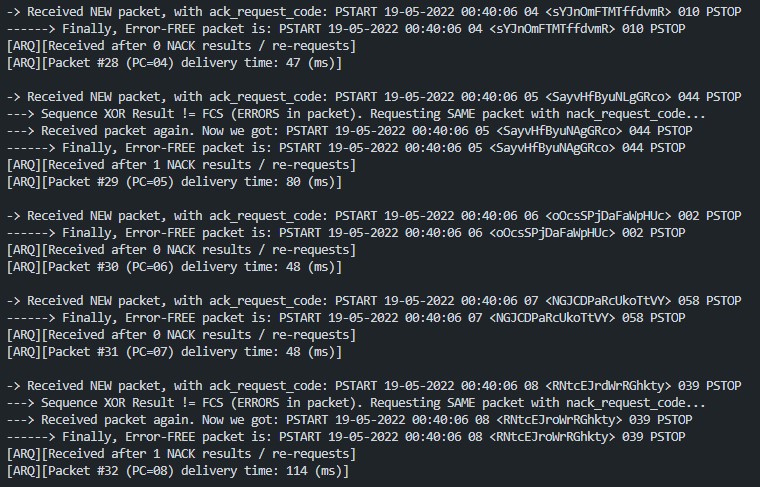 -> Received NEW packet, with ack_request_code: PSTART 19-05-2022 00:40:06 04 <sYJnOmFTMTffdvmR> 010 PSTOP
------> Finally, Error-FREE packet is: PSTART 19-05-2022 00:40:06 04 <sYJnOmFTMTffdvmR> 010 PSTOP
[ARQ][Received after 0 NACK results / re-requests]
[ARQ][Packet #28 (PC=04) delivery time: 47 (ms)]
-> Received NEW packet, with ack_request_code: PSTART 19-05-2022 00:40:06 05 <SayvHfByuNLgGRco> 044 PSTOP
---> Sequence XOR Result != FCS (ERRORS in packet). Requesting SAME packet with nack_request_code...
---> Received packet again. Now we got: PSTART 19-05-2022 00:40:06 05 <SayvHfByuNAgGRco> 044 PSTOP
------> Finally, Error-FREE packet is: PSTART 19-05-2022 00:40:06 05 <SayvHfByuNAgGRco> 044 PSTOP
[ARQ][Received after 1 NACK results / re-requests]
[ARQ][Packet #29 (PC=05) delivery time: 80 (ms)]
-> Received NEW packet, with ack_request_code: PSTART 19-05-2022 00:40:06 06 <oOcsSPjDaFaWpHUc> 002 PSTOP
------> Finally, Error-FREE packet is: PSTART 19-05-2022 00:40:06 06 <oOcsSPjDaFaWpHUc> 002 PSTOP
[ARQ][Received after 0 NACK results / re-requests]
[ARQ][Packet #30 (PC=06) delivery time: 48 (ms)]
-> Received NEW packet, with ack_request_code: PSTART 19-05-2022 00:40:06 07 <NGJCDPaRcUkoTtVY> 058 PSTOP
------> Finally, Error-FREE packet is: PSTART 19-05-2022 00:40:06 07 <NGJCDPaRcUkoTtVY> 058 PSTOP
[ARQ][Received after 0 NACK results / re-requests]
[ARQ][Packet #31 (PC=07) delivery time: 48 (ms)]
-> Received NEW packet, with ack_request_code: PSTART 19-05-2022 00:40:06 08 <RNtcEJrdWrRGhkty> 039 PSTOP
---> Sequence XOR Result != FCS (ERRORS in packet). Requesting SAME packet with nack_request_code...
---> Received packet again. Now we got: PSTART 19-05-2022 00:40:06 08 <RNtcEJroWrRGhkty> 039 PSTOP
------> Finally, Error-FREE packet is: PSTART 19-05-2022 00:40:06 08 <RNtcEJroWrRGhkty> 039 PSTOP
[ARQ][Received after 1 NACK results / re-requests]
[ARQ][Packet #32 (PC=08) delivery time: 114 (ms)]